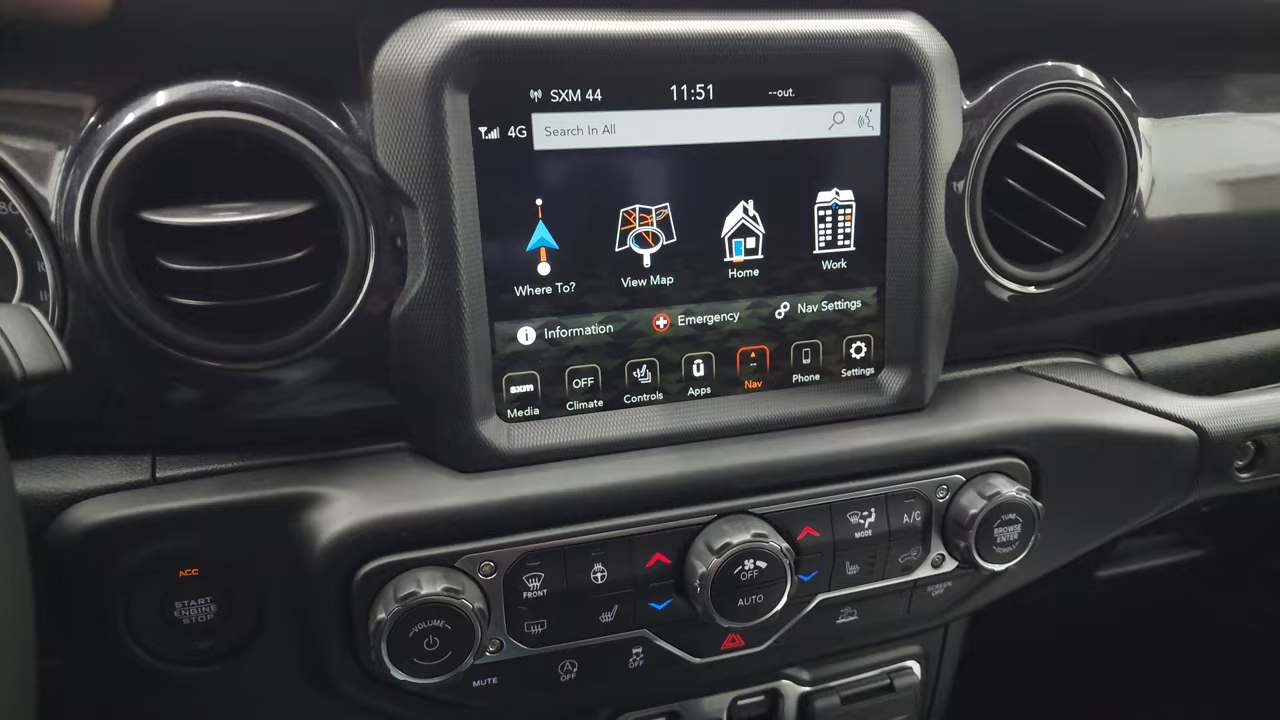 SXM 44
11:51
--out.
4G
Search In All
Where To?
View Map
Home
Work
Information
Emergency
Nav Settings
sxm
OFF
Media
Climate
Controls
Apps
Nav
Phone
Settings
80
ACC
START
ENGINE
STOP
VOLUME
MUTE
FRONT
OFF
OFF
OFF
AUTO
MODE
A/C
SCREEN
OFF
TUNE
BROWSE
ENTER
SCROLL